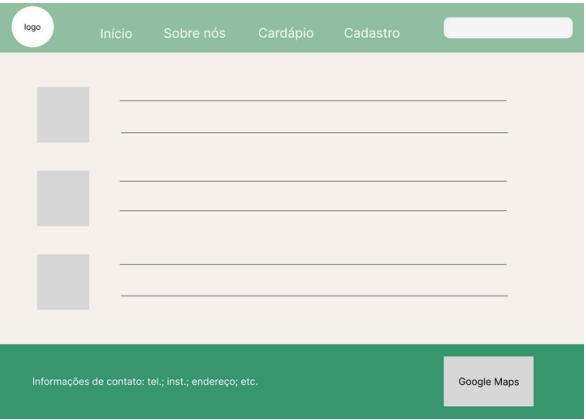 logo
Início
Sobre nós
Cardápio
Cadastro
Informações de contato: tel.; inst.; endereço; etc.
Google Maps